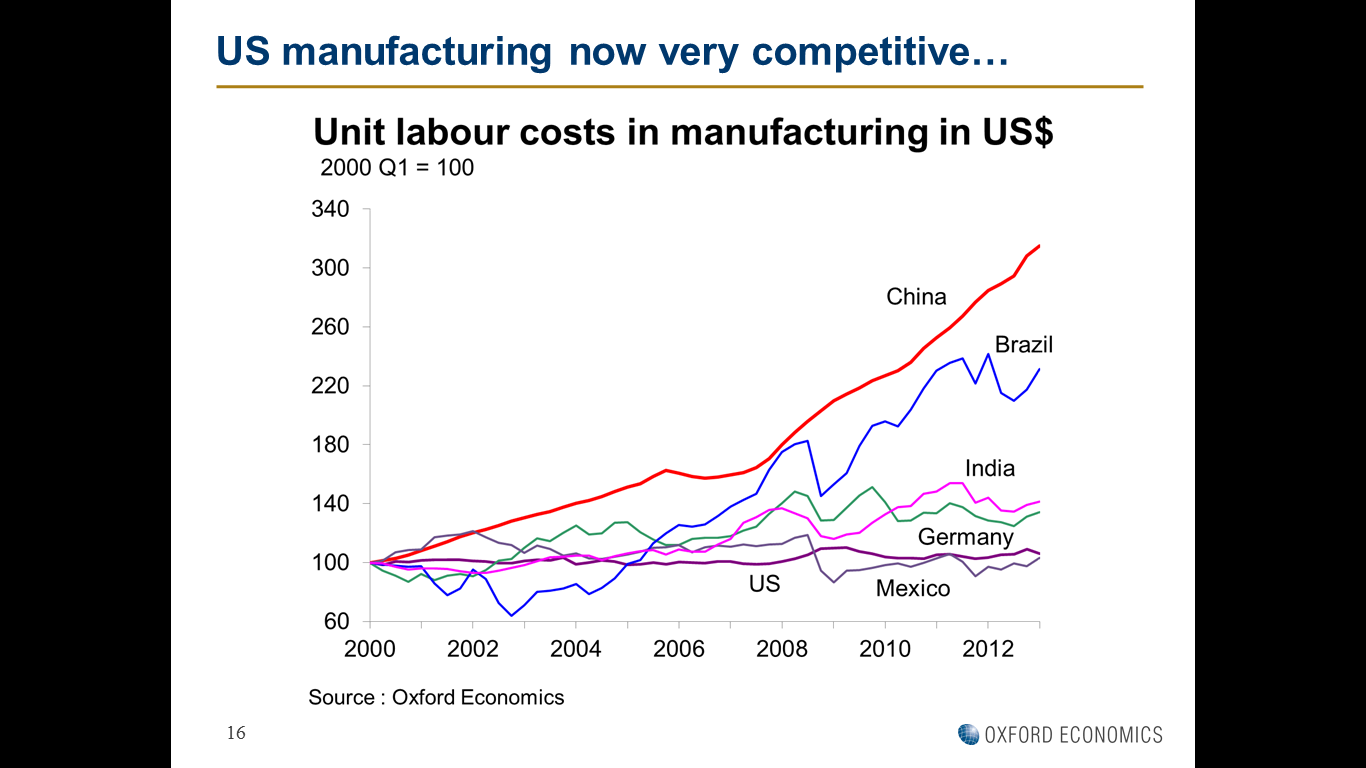 US manufacturing now very competitive…
Unit labour costs in manufacturing in US$
2000 Q1 = 100
340
300
260
220
180
140
100
60
China
Brazil
India
Germany
US
Mexico
2000 2002 2004 2006 2008 2010 2012
Source : Oxford Economics
16
OXFORD ECONOMICS